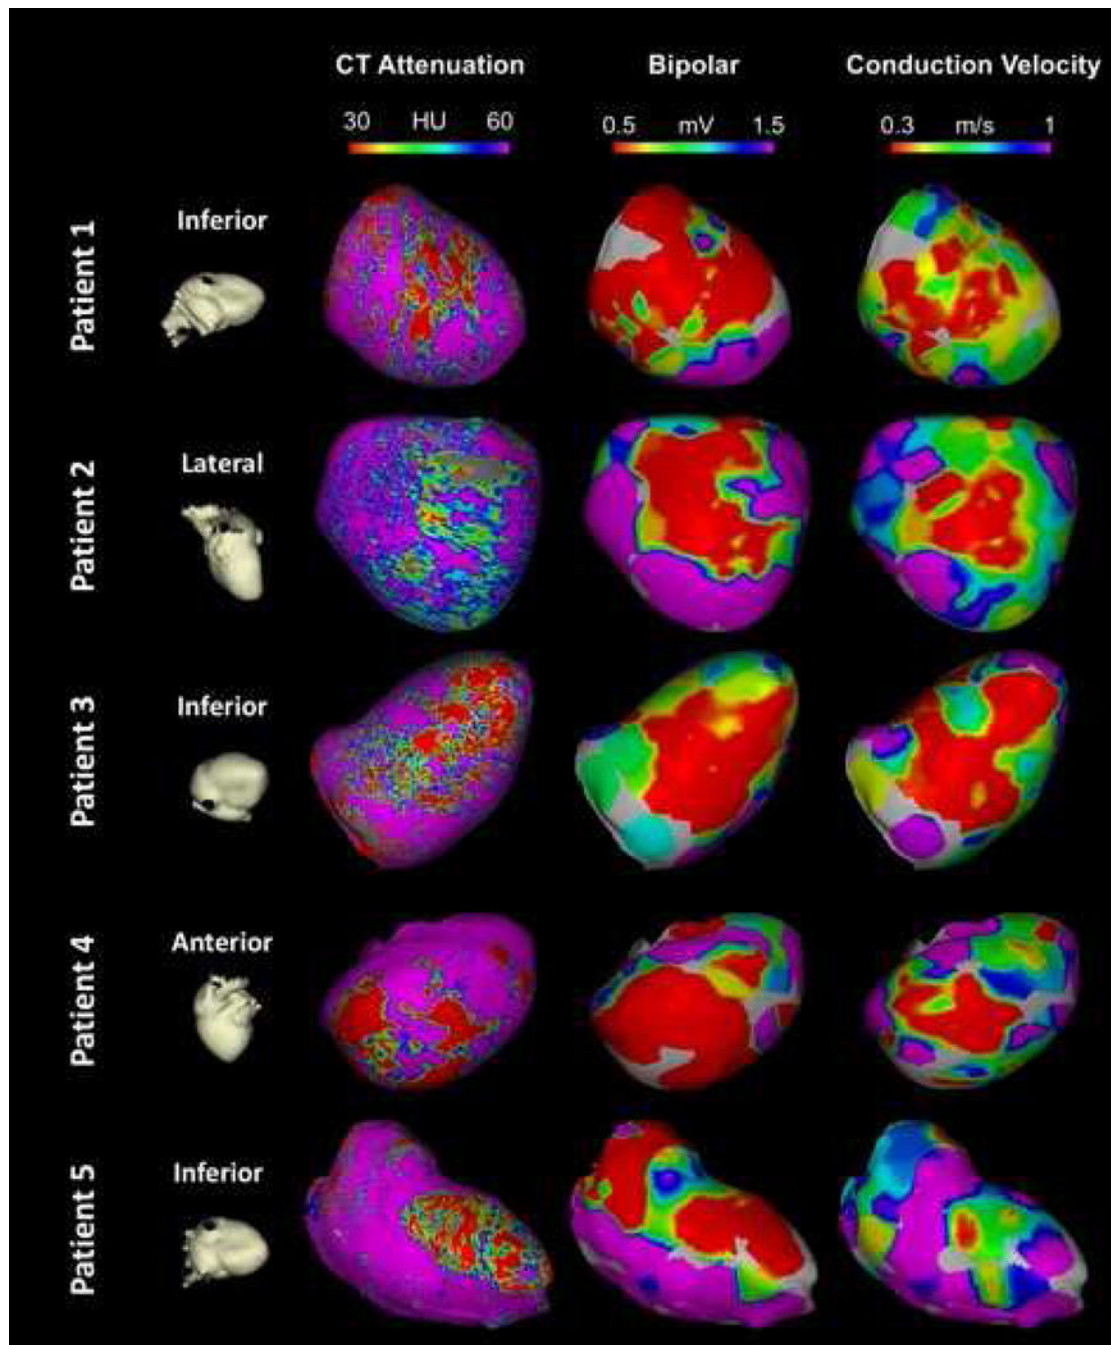 CT Attenuation Bipolar Conduction Velocity
30 HU 60 0.5 mV 1.5 0.3 m/s 1
Patient 1
Inferior
Patient 2
Lateral
Patient 3
Inferior
Patient 4
Anterior
Patient 5
Inferior